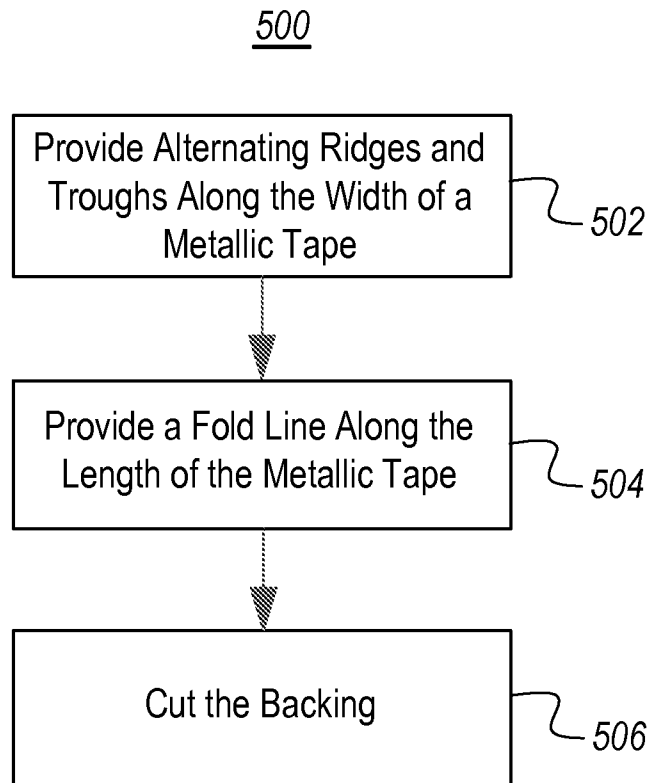 500
Provide Alternating Ridges and
Troughs Along the Width of a
Metallic Tape
502
Provide a Fold Line Along the
Length of the Metallic Tape
504
Cut the Backing
506